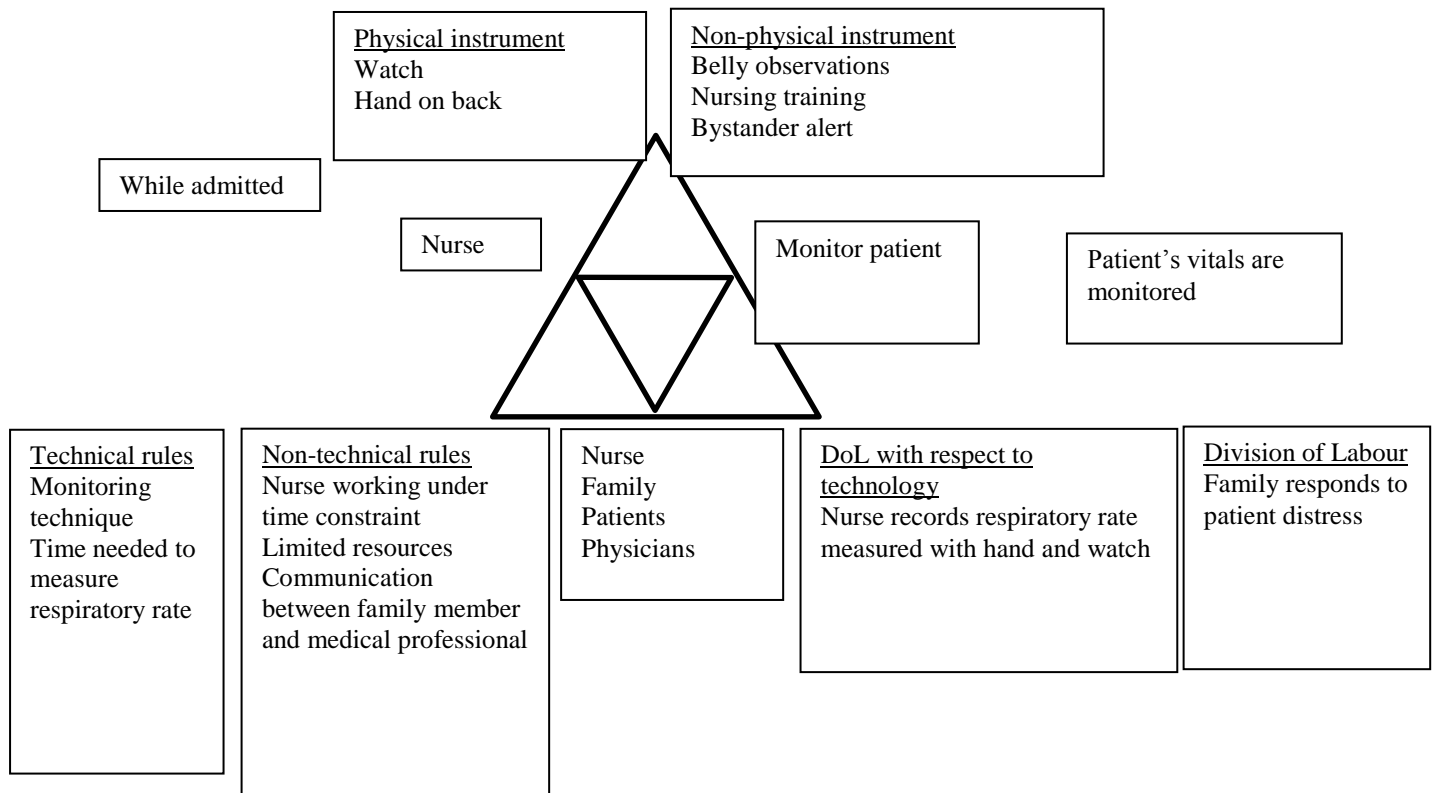 Physical instrument
Watch
Hand on back
Non-physical instrument
Belly observations
Nursing training
Bystander alert
While admitted
Nurse
Monitor patient
Patient's vitals are
monitored
Technical rules
Monitoring
technique
Time needed to
measure
respiratory rate
Non-technical rules
Nurse working under
time constraint
Limited resources
Communication
between family member
and medical professional
Nurse
Family
Patients
Physicians
DoL with respect to
technology
Nurse records respiratory rate
measured with hand and watch
Division of Labour
Family responds to
patient distress